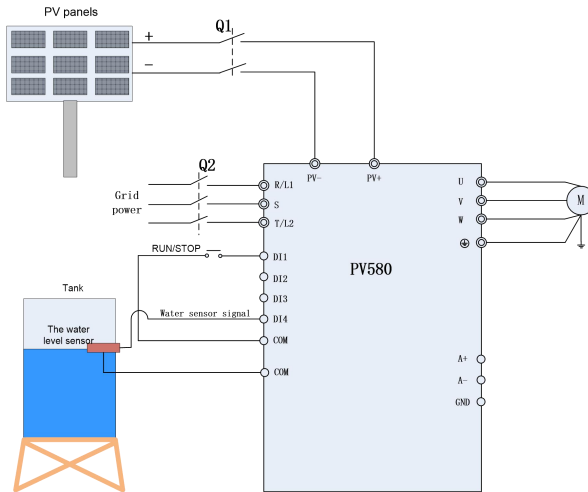 PV panels
Q1
+
−
PV-
PV+
Q2
R/L1
Grid
power
S
T/L2
U
V
W
M
RUN/STOP
DI1
DI2
DI3
PV580
Tank
The water
level sensor
Water sensor signal
DI4
COM
COM
A+
A-
GND